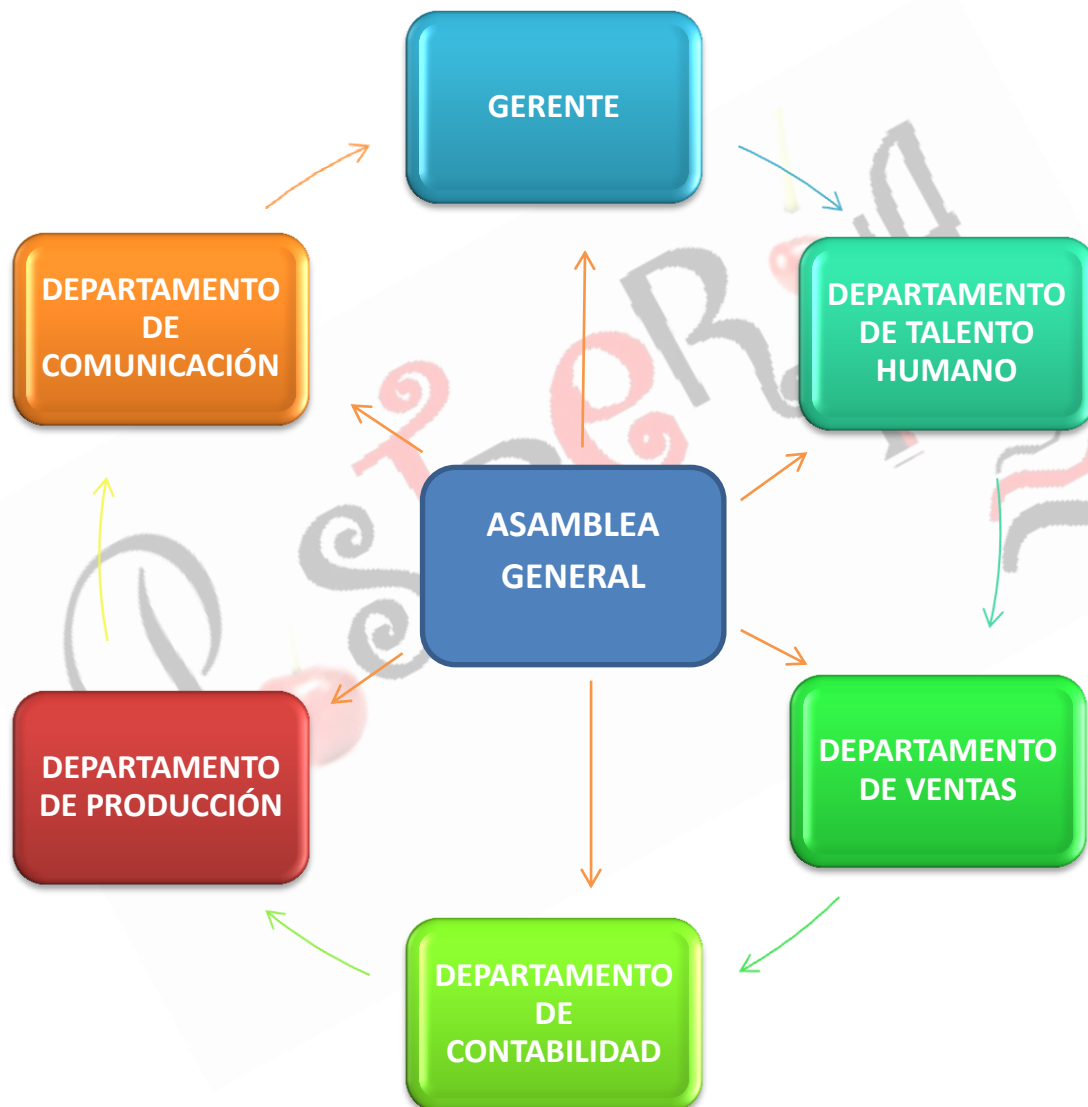 GERENTE
DEPARTAMENTO
DE
COMUNICACIÓN
DEPARTAMENTO
DE TALENTO
HUMANO
ASAMBLEA
GENERAL
DEPARTAMENTO
DE PRODUCCIÓN
DEPARTAMENTO
DE VENTAS
DEPARTAMENTO
DE
CONTABILIDAD